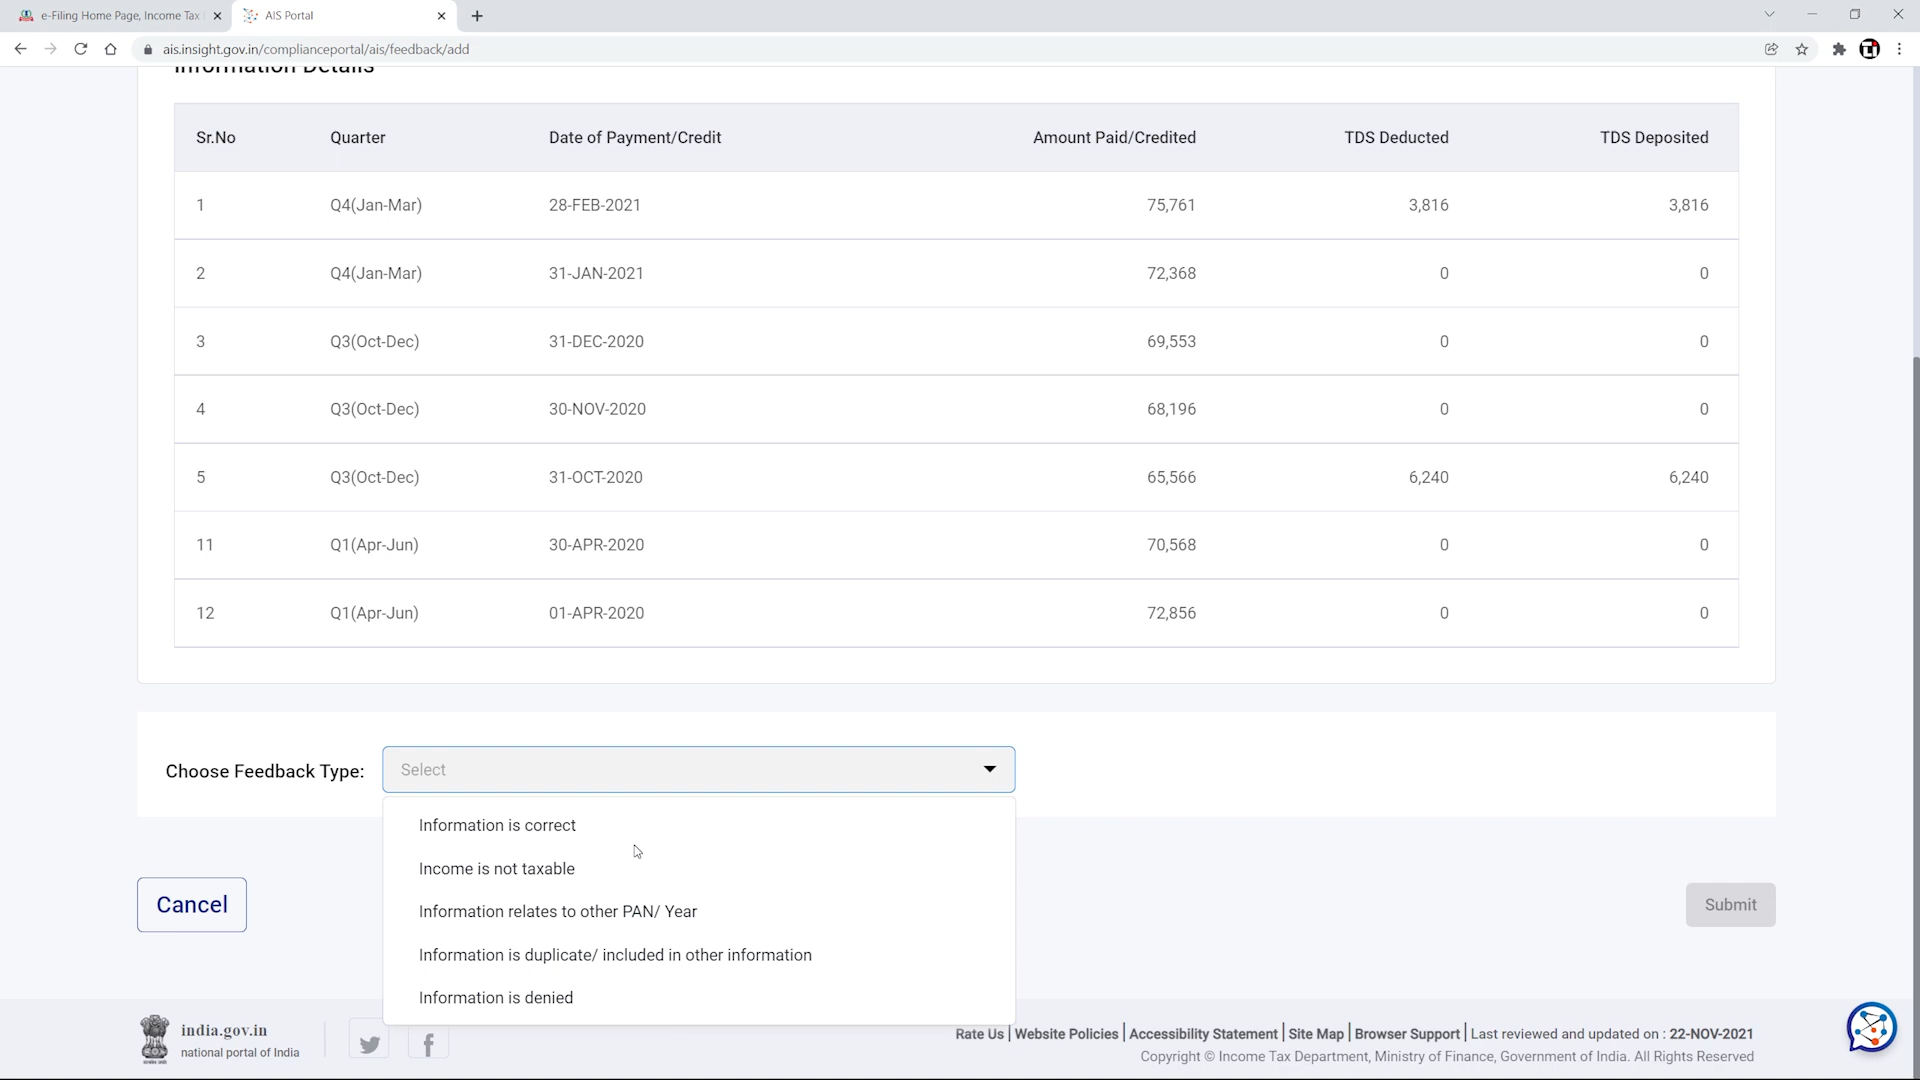 e-Filing Home Page, Income Tax
AIS Portal
ais.insight.gov.in/complianceportal/ais/feedback/add
Information Details
Sr.No Quarter Date of Payment/Credit Amount Paid/Credited TDS Deducted TDS Deposited
1 Q4(Jan-Mar) 28-FEB-2021 75,761 3,816 3,816
2 Q4(Jan-Mar) 31-JAN-2021 72,368 0 0
3 Q3(Oct-Dec) 31-DEC-2020 69,553 0 0
4 Q3(Oct-Dec) 30-NOV-2020 68,196 0 0
5 Q3(Oct-Dec) 31-OCT-2020 65,566 6,240 6,240
11 Q1(Apr-Jun) 30-APR-2020 70,568 0 0
12 Q1(Apr-Jun) 01-APR-2020 72,856 0 0
Choose Feedback Type: Select
Information is correct
Income is not taxable
Information relates to other PAN/ Year
Information is duplicate/ included in other information
Information is denied
Cancel
Submit
india.gov.in
national portal of India
Rate Us | Website Policies | Accessibility Statement | Site Map | Browser Support | Last reviewed and updated on : 22-NOV-2021
Copyright © Income Tax Department, Ministry of Finance, Government of India. All Rights Reserved